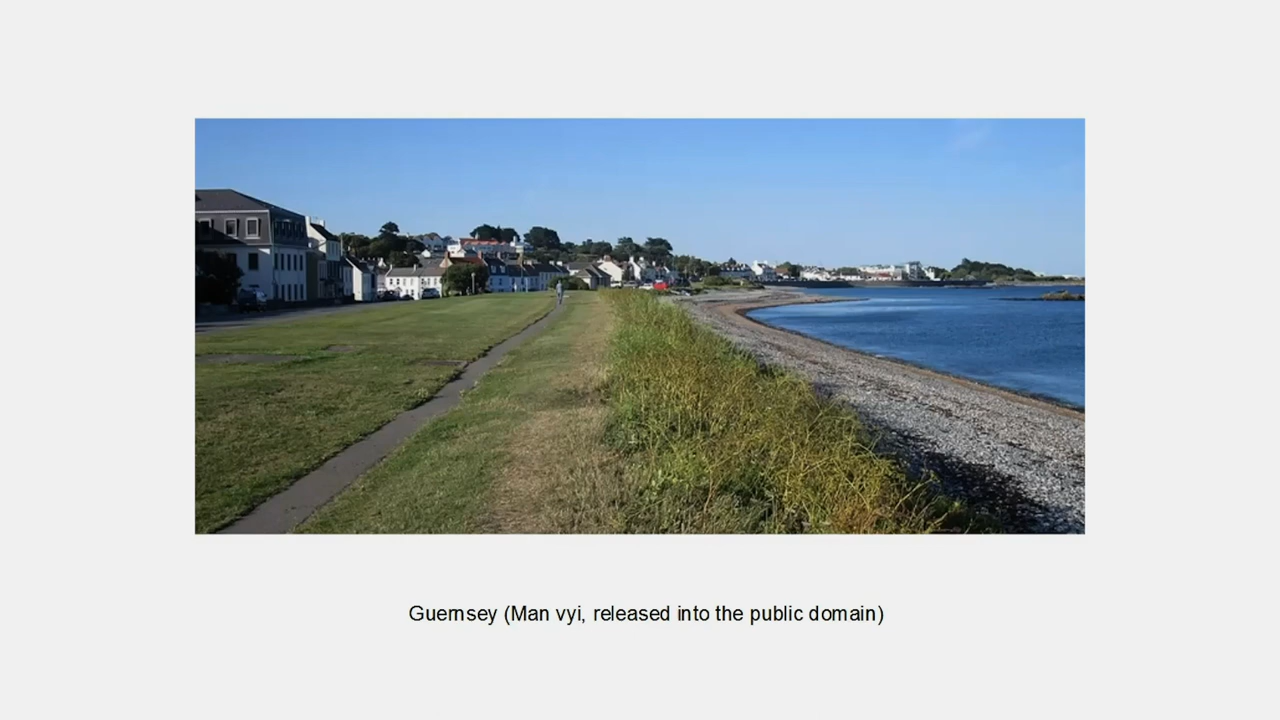 Guernsey (Man vyi, released into the public domain)